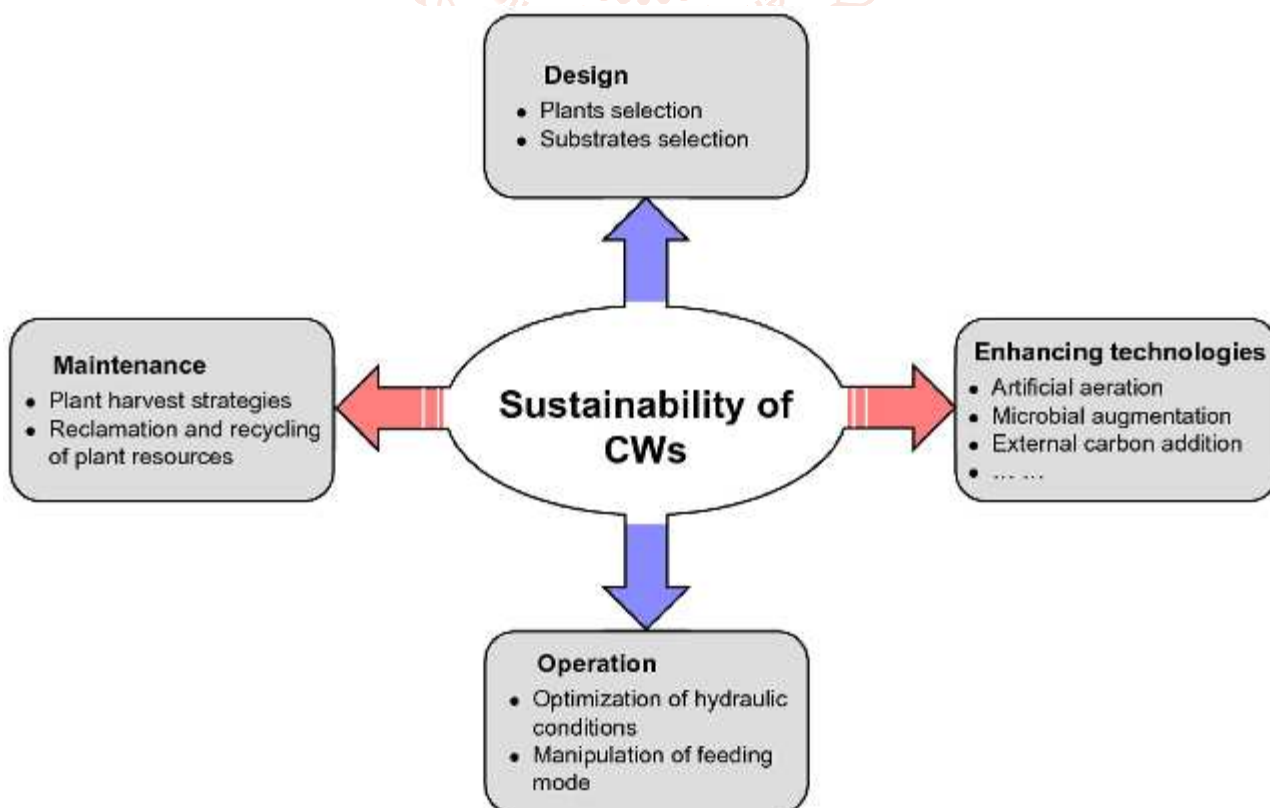 Design
• Plants selection
• Substrates selection
Maintenance
• Plant harvest strategies
• Reclamation and recycling
of plant resources
Sustainability of
CWs
Enhancing technologies
• Artificial aeration
• Microbial augmentation
• External carbon addition
• ... ...
Operation
• Optimization of hydraulic
conditions
• Manipulation of feeding
mode